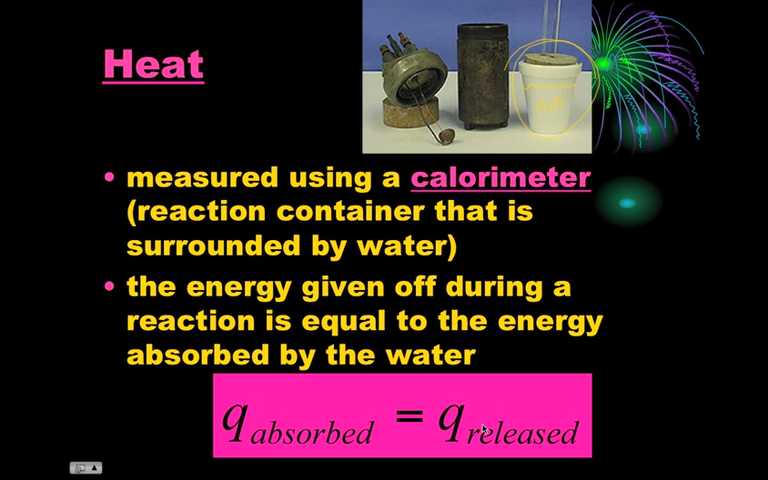 Heat
• measured using a calorimeter
(reaction container that is
surrounded by water)
• the energy given off during a
reaction is equal to the energy
absorbed by the water
q absorbed = q released